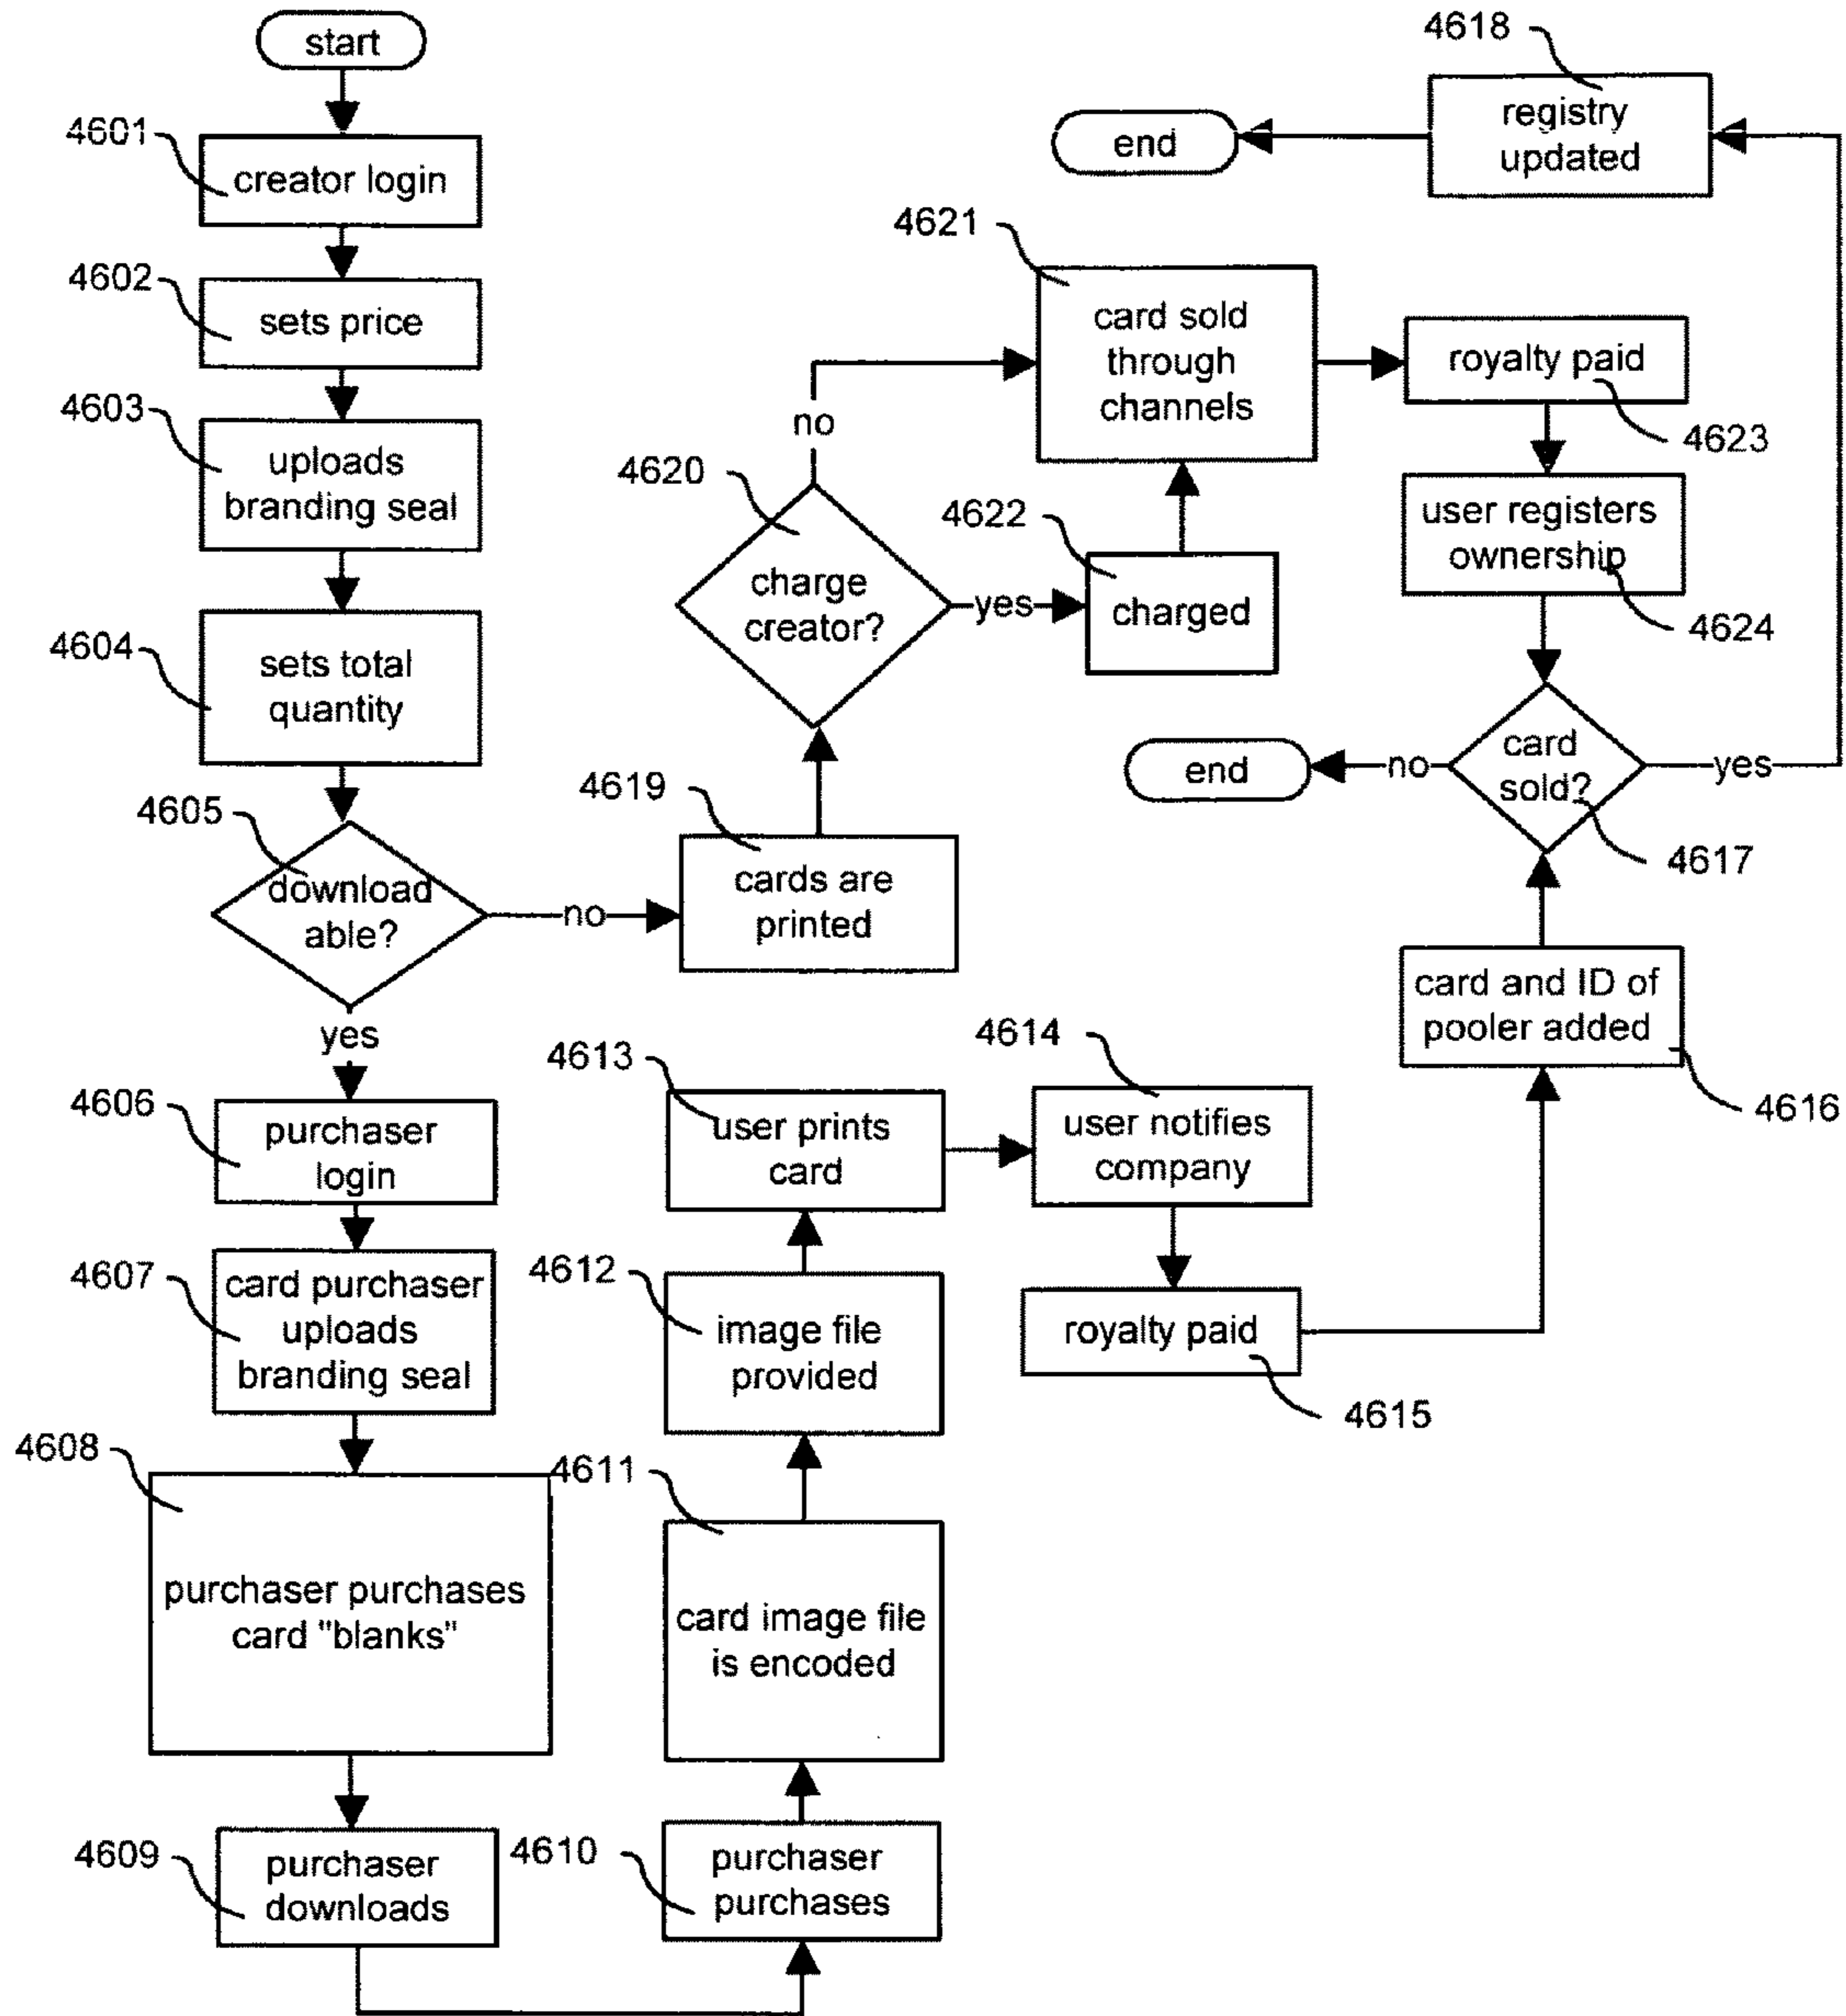 start
4601
creator login
4602
sets price
4603
uploads
branding seal
4604
sets total
quantity
4605
download
able?
no
yes
4606
purchaser
login
4607
card purchaser
uploads
branding seal
4608
purchaser purchases
card "blanks"
4609
purchaser
downloads
4610
purchaser
purchases
4611
card image file
is encoded
4612
image file
provided
4613
user prints
card
4614
user notifies
company
royalty paid
4615
card and ID of
pooler added
4616
card
sold?
4617
no
yes
end
4618
registry
updated
end
4619
cards are
printed
4620
charge
creator?
no
yes
4622
charged
4621
card sold
through
channels
royalty paid
4623
user registers
ownership
4624